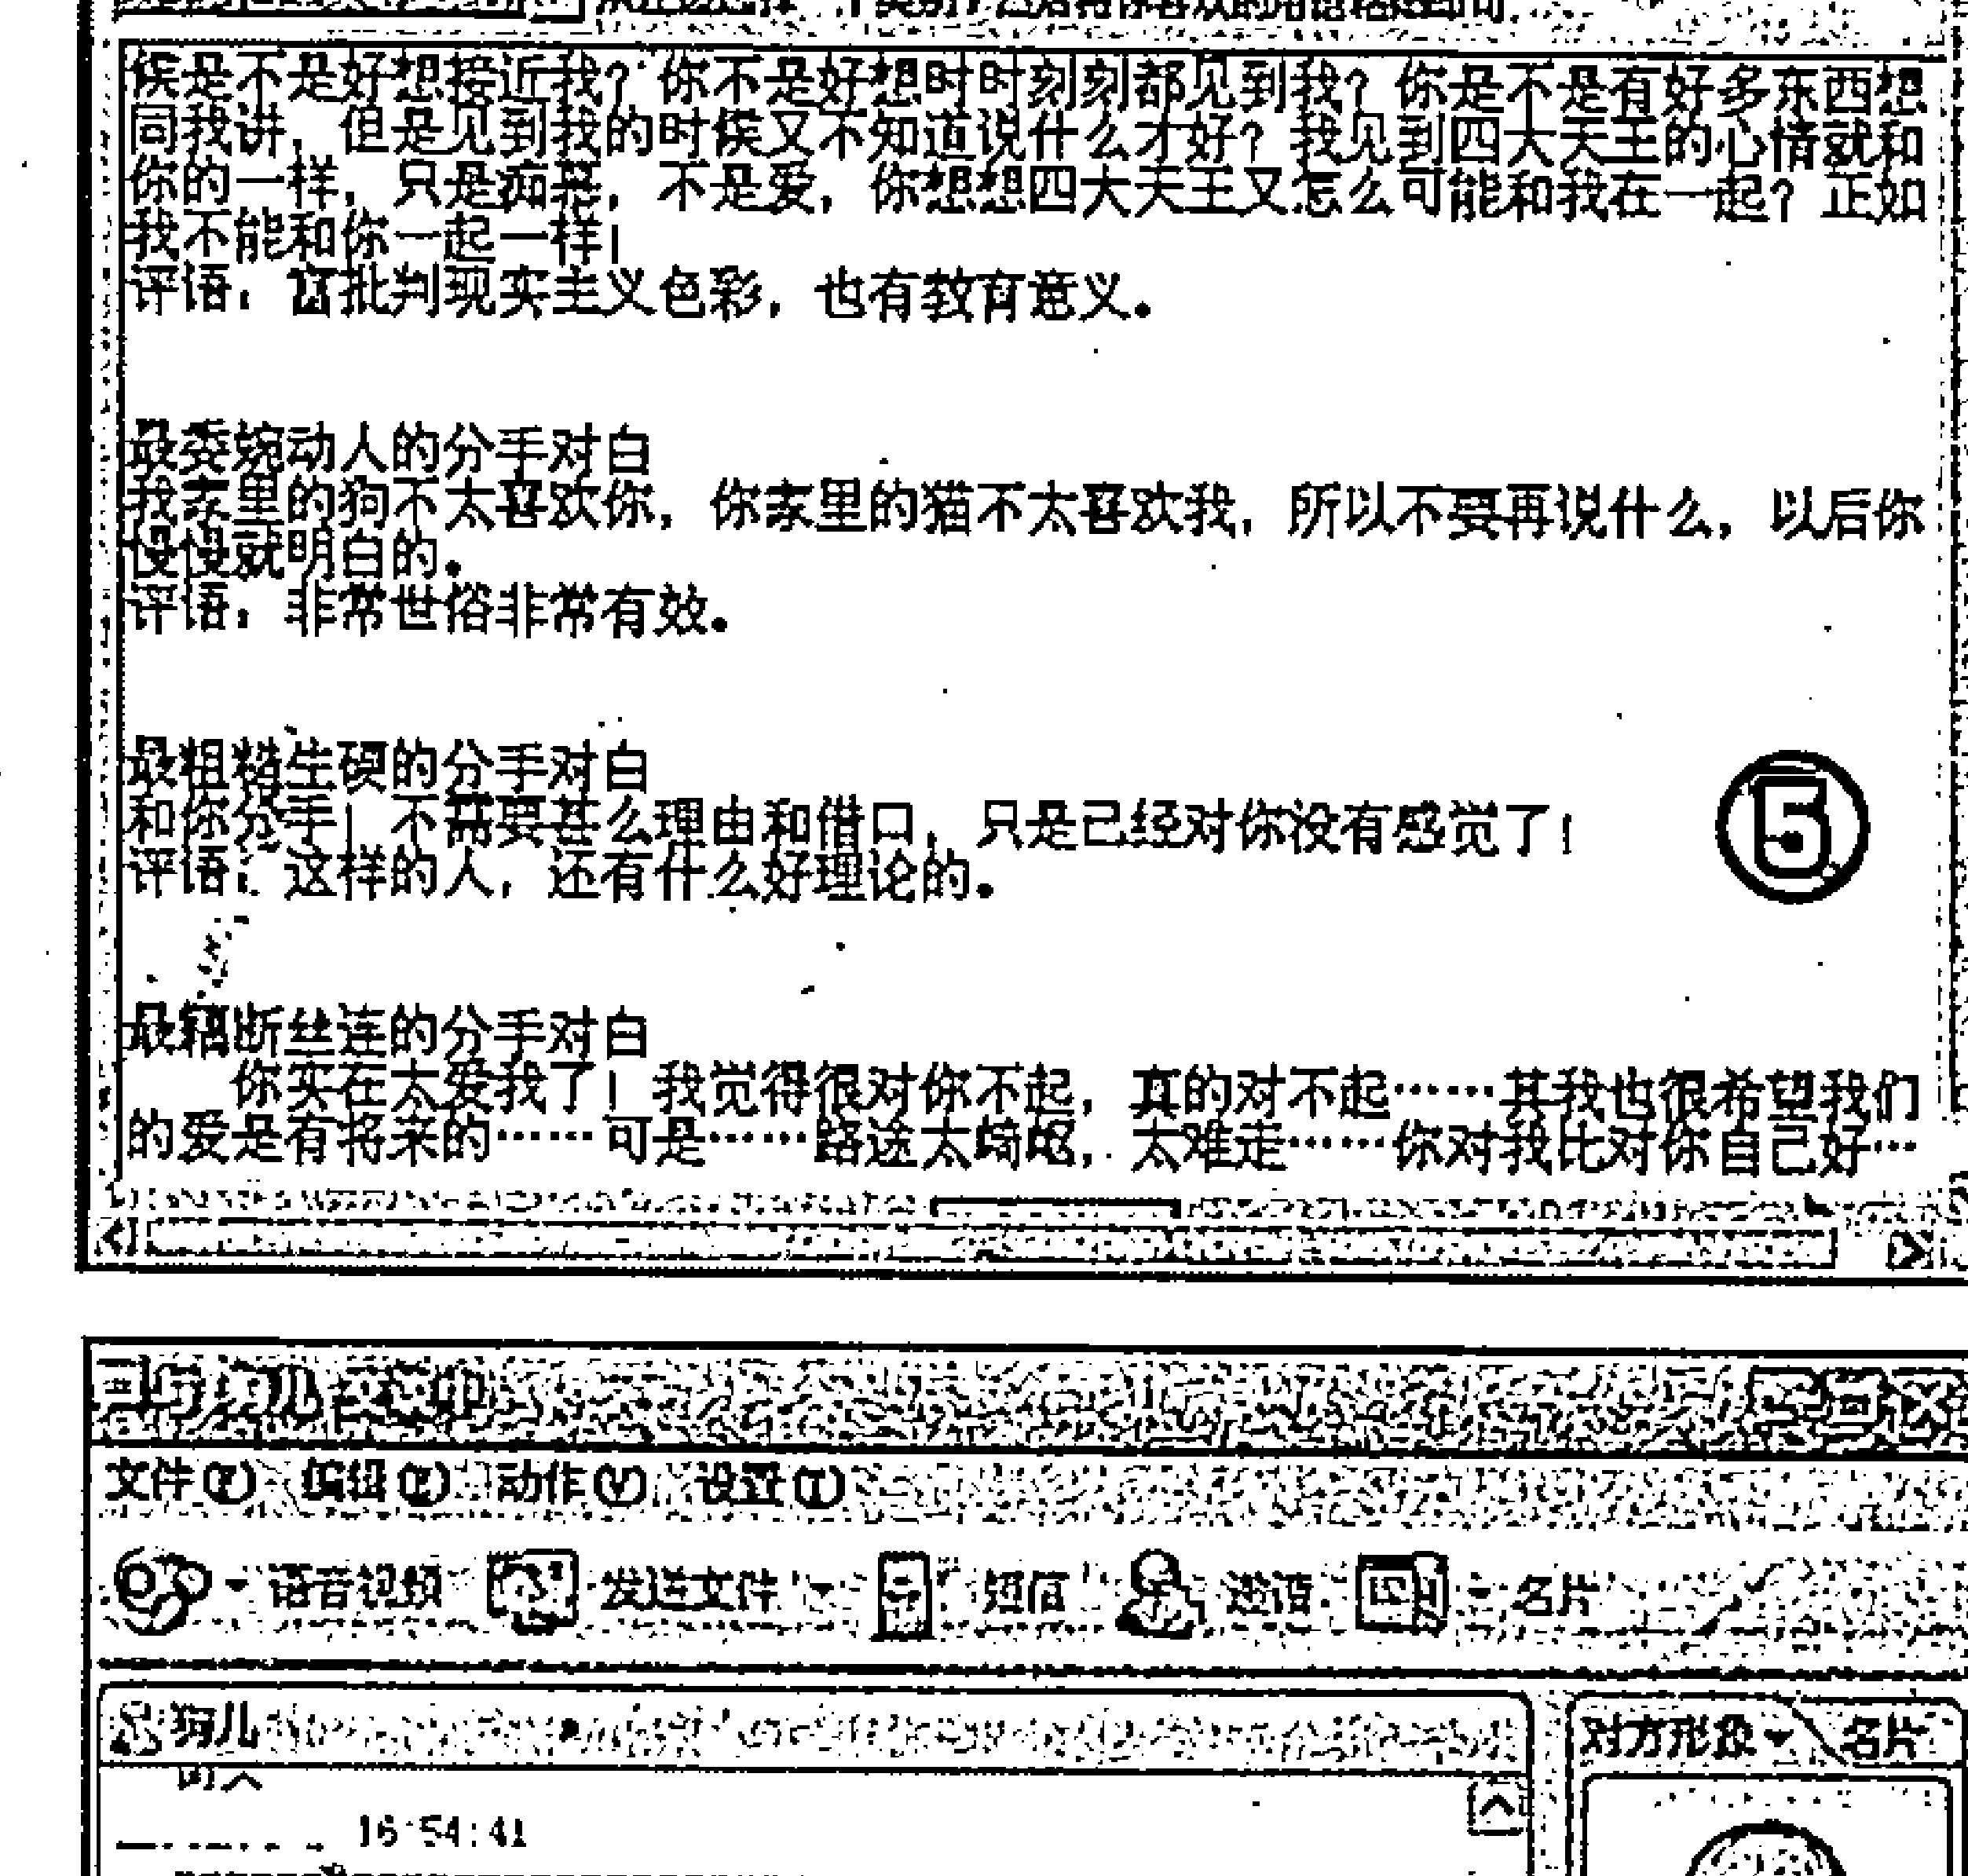 候是不是好想接近我？你不是好想时时刻刻都见到我？你是不是有好多东西想
同我讲，但是见到我的时候又不知道说什么才好？我见到四大天王的心情就和
你的一样，只是痴慕，不是爱，你想想四大天王又怎么可能和我在一起？正如
我不能和你一起一样！
评语：富批判现实主义色彩，也有教育意义。
最委婉动人的分手对白
我家里的狗不太喜欢你，你家里的猫不太喜欢我，所以不要再说什么，以后你
慢慢就明白的。
评语：非常世俗非常有效。
最粗糙生硬的分手对白
和你分手！不需要甚么理由和借口，只是己经对你没有感觉了！
⑤
评语：这样的人，还有什么好理论的。
最藕断丝连的分手对白
你实在太爱我了！我觉得很对你不起，真的对不起……其我也很希望我们
的爱是有将来的……可是……路途太崎岖，太难走……你对我比对你自己好…
与 狗儿 交谈中
文件(F) 编辑(E) 动作(V) 设置(T)
语音视频 发送文件 短信 邀请 名片
狗儿
对方形象 名片
16:54:41